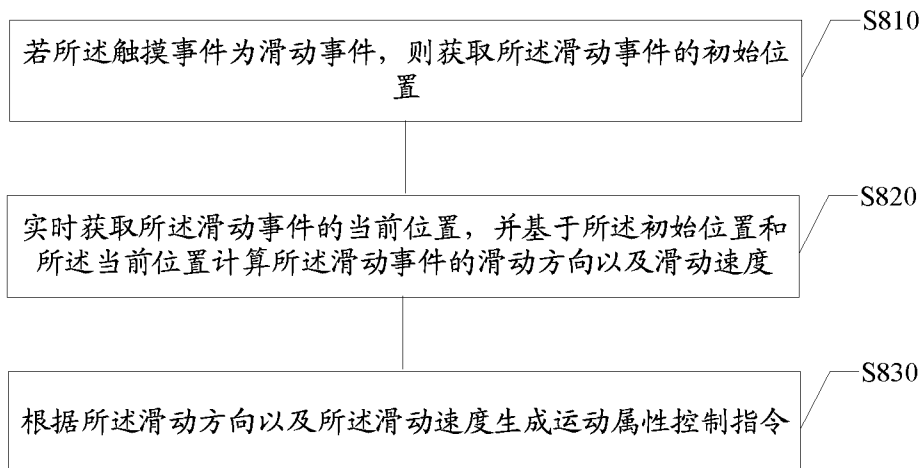 S810
若所述触摸事件为滑动事件，则获取所述滑动事件的初始位
置
S820
实时获取所述滑动事件的当前位置，并基于所述初始位置和
所述当前位置计算所述滑动事件的滑动方向以及滑动速度
S830
根据所述滑动方向以及所述滑动速度生成运动属性控制指令